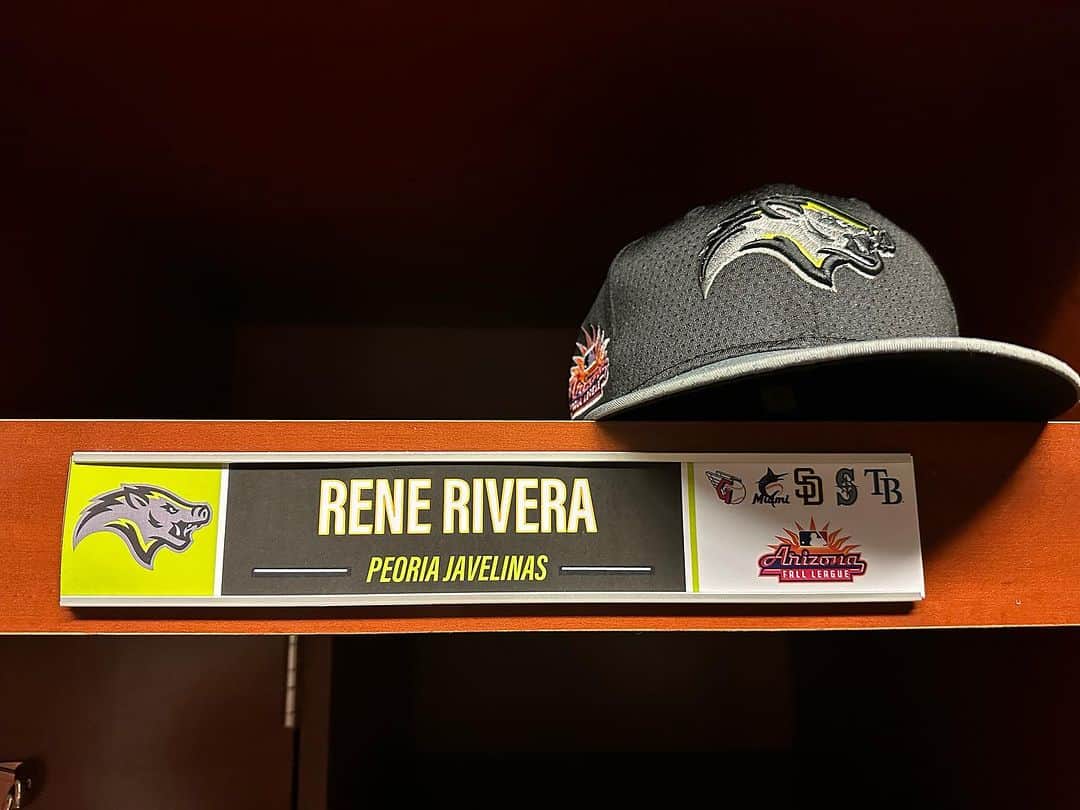 RENE RIVERA
PEORIA JAVELINAS
Miami
SD
S
TB
Arizona
FALL LEAGUE